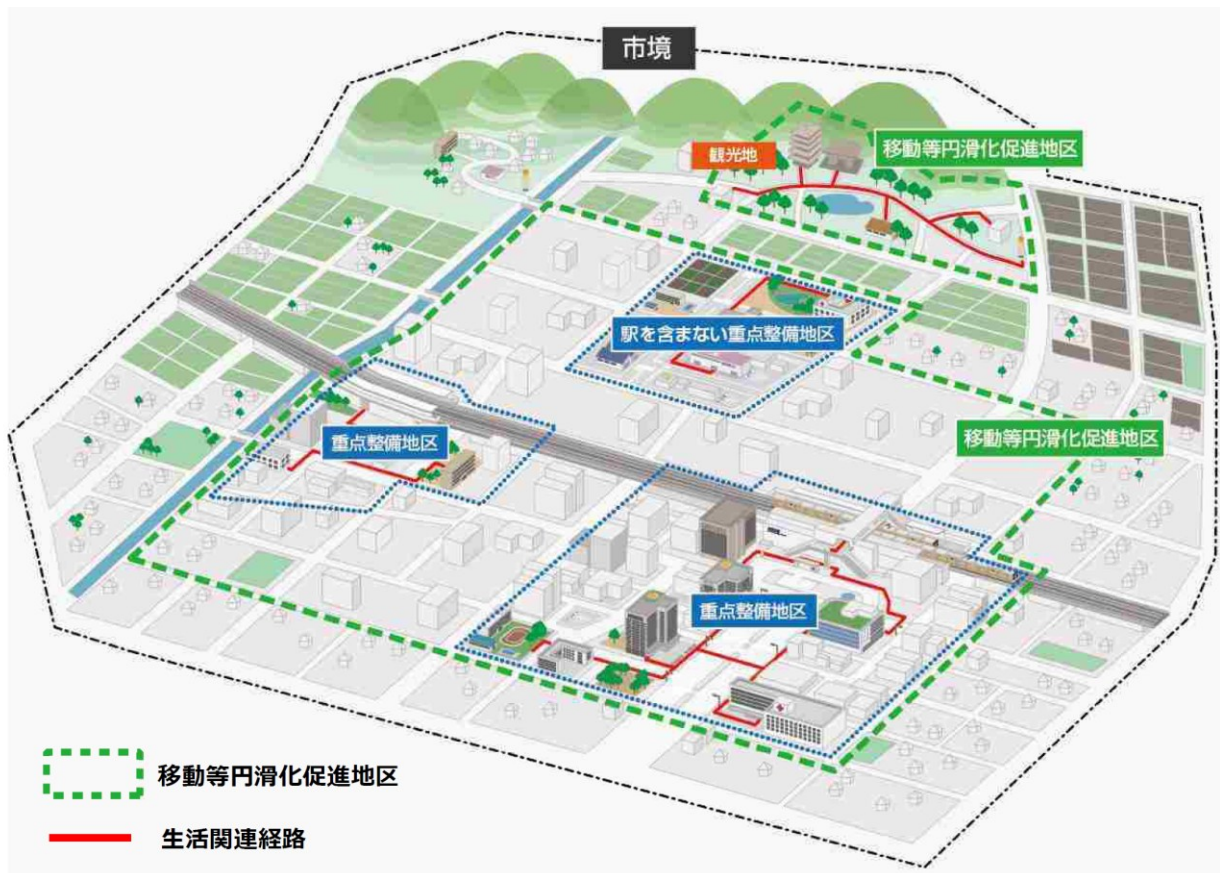 市境
移動等円滑化促進地区
観光地
駅を含まない重点整備地区
重点整備地区
移動等円滑化促進地区
重点整備地区
移動等円滑化促進地区
生活関連経路